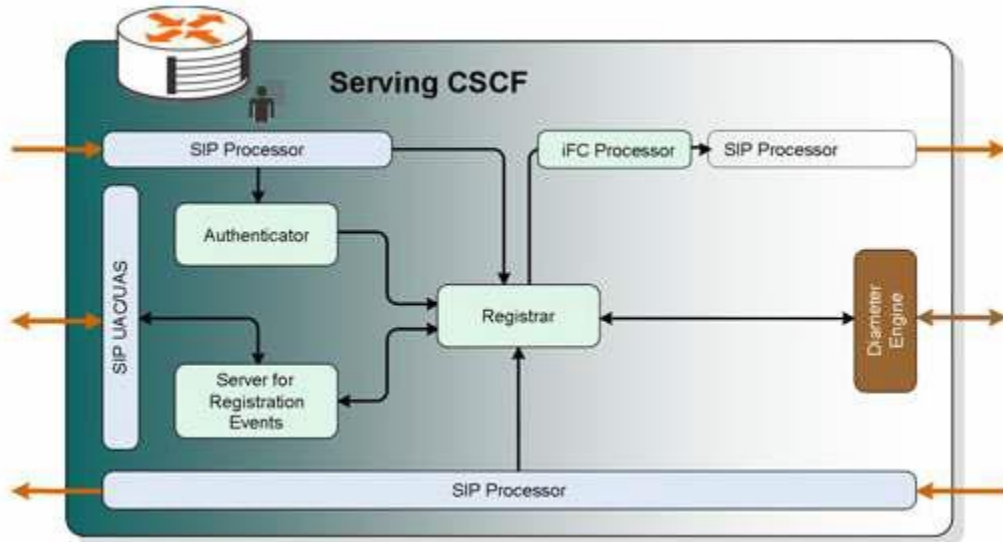 Serving CSCF
SIP Processor
iFC Processor
SIP Processor
Authenticator
SIP UAC/UAS
Registrar
Diameter
Engine
Server for
Registration
Events
SIP Processor